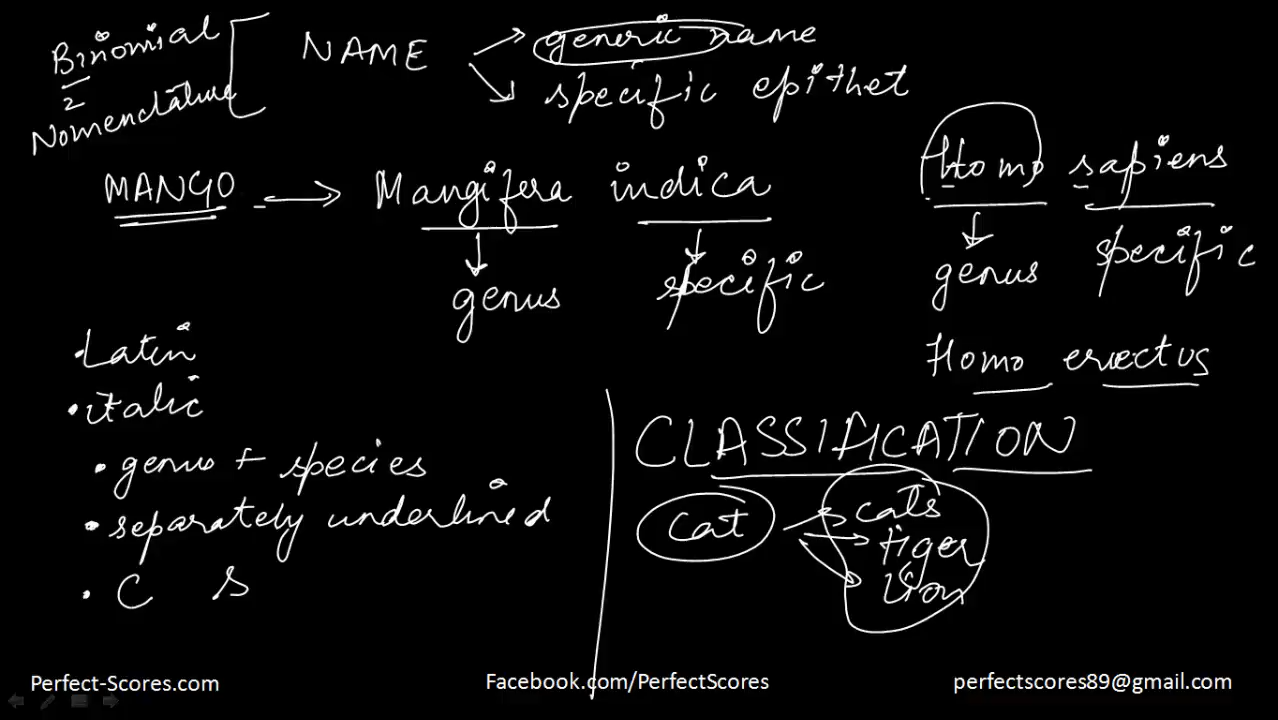 Binomial
2
Nomenclature
NAME
generic name
specific epithet
MANGO
Mangifera indica
genus
specific
Homo sapiens
genus
specific
Homo erectus
• Latin
• italic
• genus + species
• separately underlined
• C S
CLASSIFICATION
cat
cats
tiger
lion
Perfect-Scores.com
Facebook.com/PerfectScores
perfectscores89@gmail.com